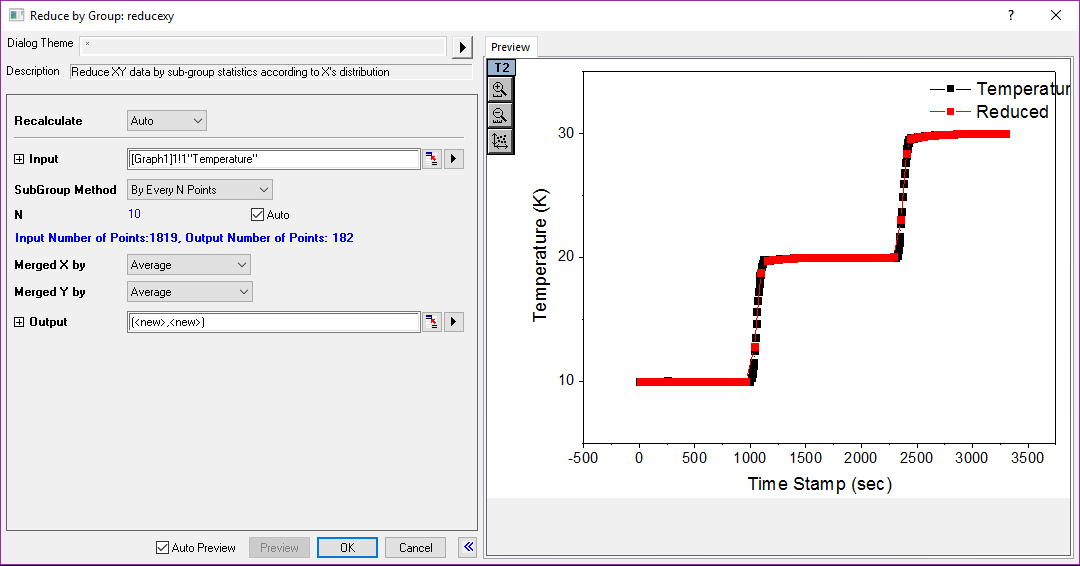 Reduce by Group: reducexy
Dialog Theme *
Description Reduce XY data by sub-group statistics according to X's distribution
Recalculate Auto
Input [Graph1]1!1"Temperature"
SubGroup Method By Every N Points
N 10 Auto
Input Number of Points:1819, Output Number of Points: 182
Merged X by Average
Merged Y by Average
Output (<new>,<new>)
Auto Preview Preview OK Cancel
Preview
T2
Temperatur
Reduced
30
20
10
Temperature (K)
-500 0 500 1000 1500 2000 2500 3000 3500
Time Stamp (sec)